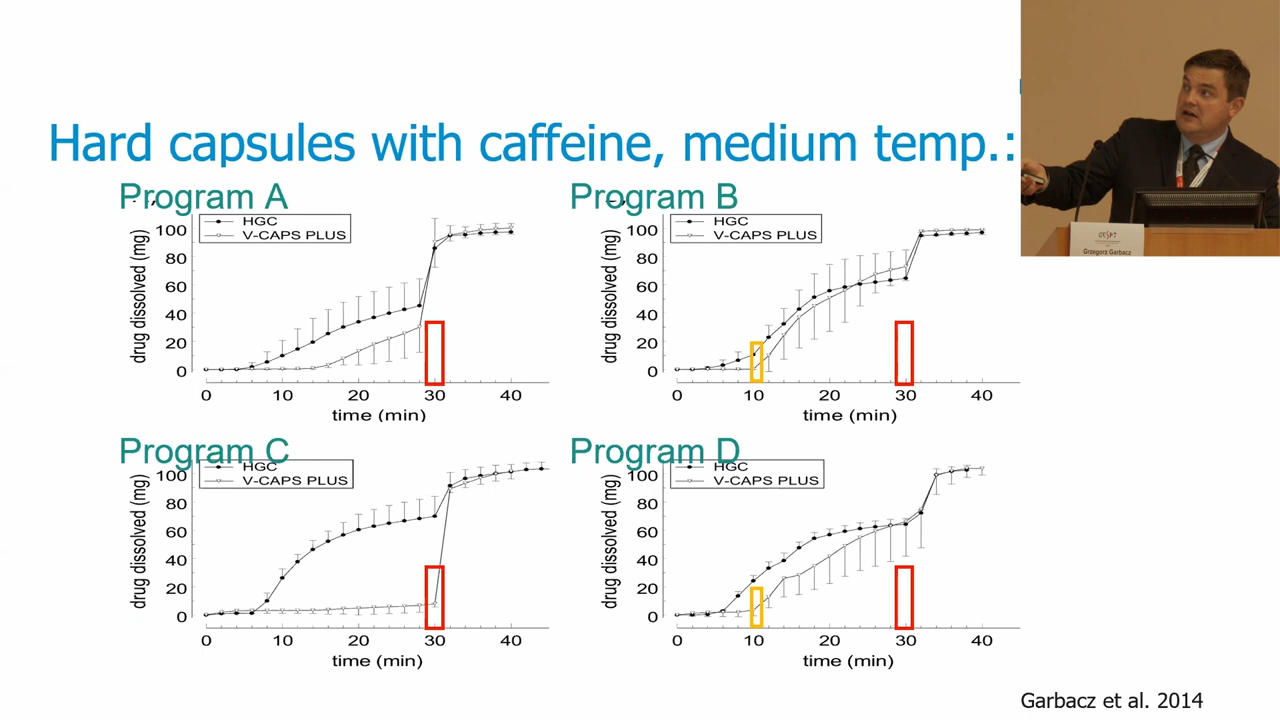 Hard capsules with caffeine, medium temp.:
Program A
Program B
HGC
V-CAPS PLUS
drug dissolved (mg)
100
80
60
40
20
0
0 10 20 30 40
time (min)
HGC
V-CAPS PLUS
drug dissolved (mg)
100
80
60
40
20
0
0 10 20 30 40
time (min)
Program C
Program D
HGC
V-CAPS PLUS
drug dissolved (mg)
100
80
60
40
20
0
0 10 20 30 40
time (min)
HGC
V-CAPS PLUS
drug dissolved (mg)
100
80
60
40
20
0
0 10 20 30 40
time (min)
Garbacz et al. 2014
Grzegorz Garbacz